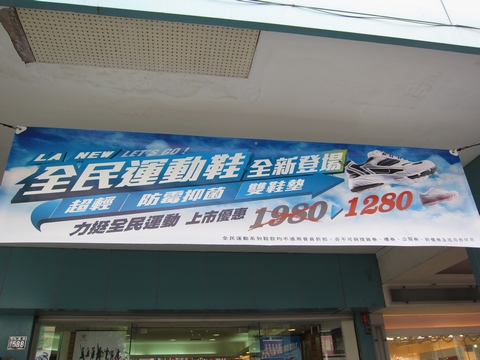 LA NEW LET'S GO!
全民運動鞋 全新登場
超輕 防霉抑菌 雙鞋墊
力挺全民運動 上市優惠 1980 1280
588